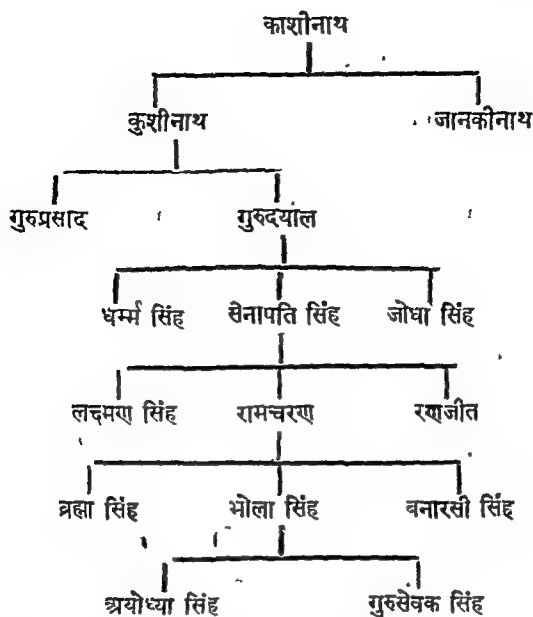 काशीनाथ
कुशीनाथ जानकीनाथ
गुरुप्रसाद गुरुदयाल
धर्म्म सिंह सेनापति सिंह जोधा सिंह
लक्ष्मण सिंह रामचरण रणजीत
ब्रह्मा सिंह भोला सिंह बनारसी सिंह
अयोध्या सिंह गुरुसेवक सिंह